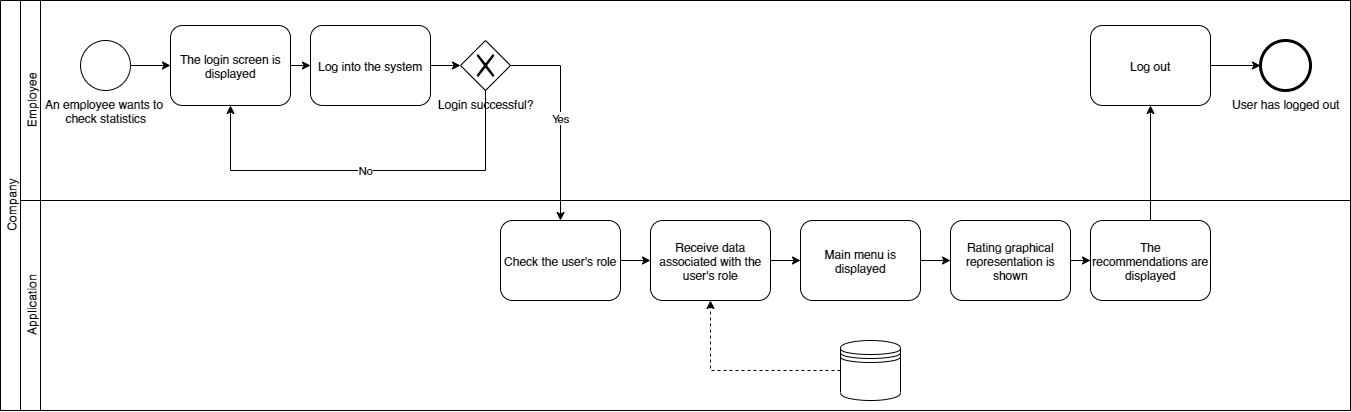 Company
Employee
An employee wants to
check statistics
The login screen is
displayed
Log into the system
Login successful?
Yes
No
Log out
User has logged out
Application
Check the user's role
Receive data
associated with the
user's role
Main menu is
displayed
Rating graphical
representation is
shown
The
recommendations are
displayed